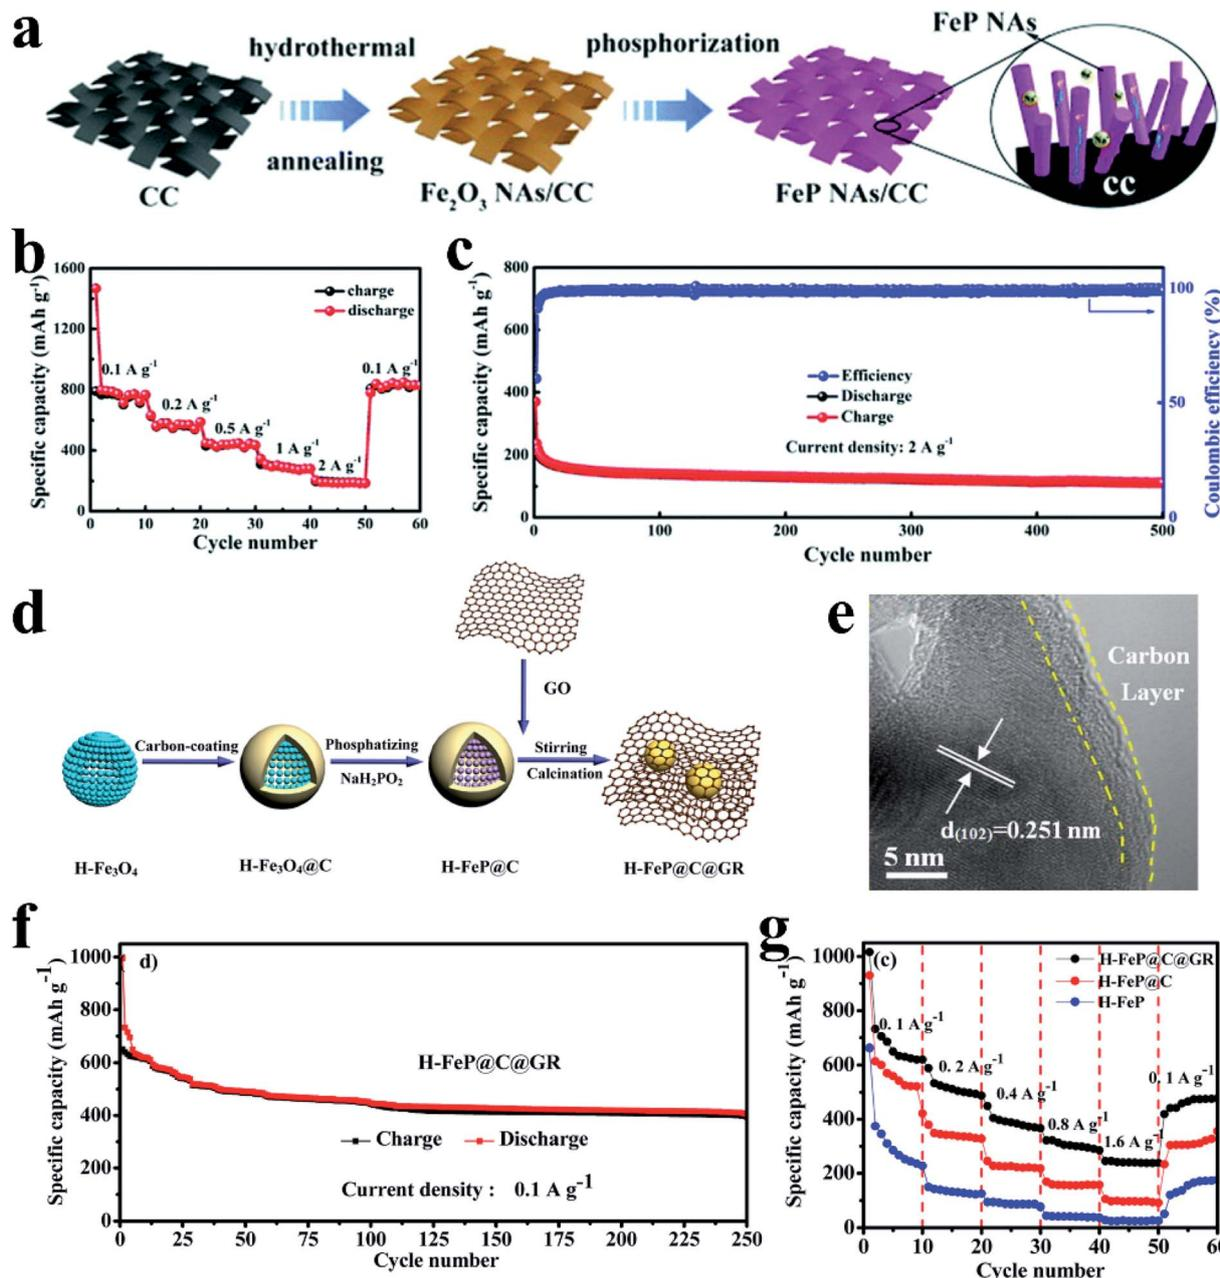 a
hydrothermal
annealing
phosphorization
FeP NAs
CC
Fe₂O₃ NAs/CC
FeP NAs/CC
CC
b
Specific capacity (mAh g⁻¹)
1600
1200
800
400
0
charge
discharge
0.1 A g⁻¹
0.2 A g⁻¹
0.5 A g⁻¹
1 A g⁻¹
2 A g⁻¹
0.1 A g⁻¹
0 10 20 30 40 50 60
Cycle number
c
Specific capacity (mAh g⁻¹)
800
600
400
200
0
Efficiency
Discharge
Charge
Current density: 2 A g⁻¹
100
50
0
Coulombic efficiency (%)
0 100 200 300 400 500
Cycle number
d
GO
Carbon-coating
Phosphatizing
NaH₂PO₂
Stirring
Calcination
H-Fe₃O₄
H-Fe₃O₄@C
H-FeP@C
H-FeP@C@GR
e
Carbon
Layer
d₍₁₀₂₎=0.251 nm
5 nm
f
Specific capacity (mAh g⁻¹)
1000
800
600
400
200
0
d)
H-FeP@C@GR
Charge Discharge
Current density : 0.1 A g⁻¹
0 25 50 75 100 125 150 175 200 225 250
Cycle number
g
Specific capacity (mAh g⁻¹)
1000
800
600
400
200
0
(c)
H-FeP@C@GR
H-FeP@C
H-FeP
0. 1 A g⁻¹
0. 2 A g⁻¹
0.4 A g⁻¹
0.8 A g⁻¹
1.6 A g⁻¹
0. 1 A g⁻¹
0 10 20 30 40 50 60
Cycle number